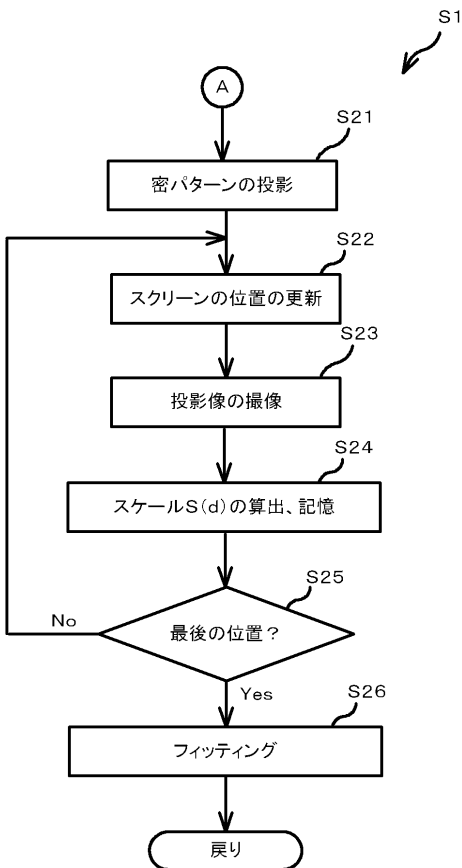 S1
A
S21
密パターンの投影
S22
スクリーンの位置の更新
S23
投影像の撮像
S24
スケールS(d)の算出、記憶
S25
最後の位置?
No
Yes
S26
フィッティング
戻り